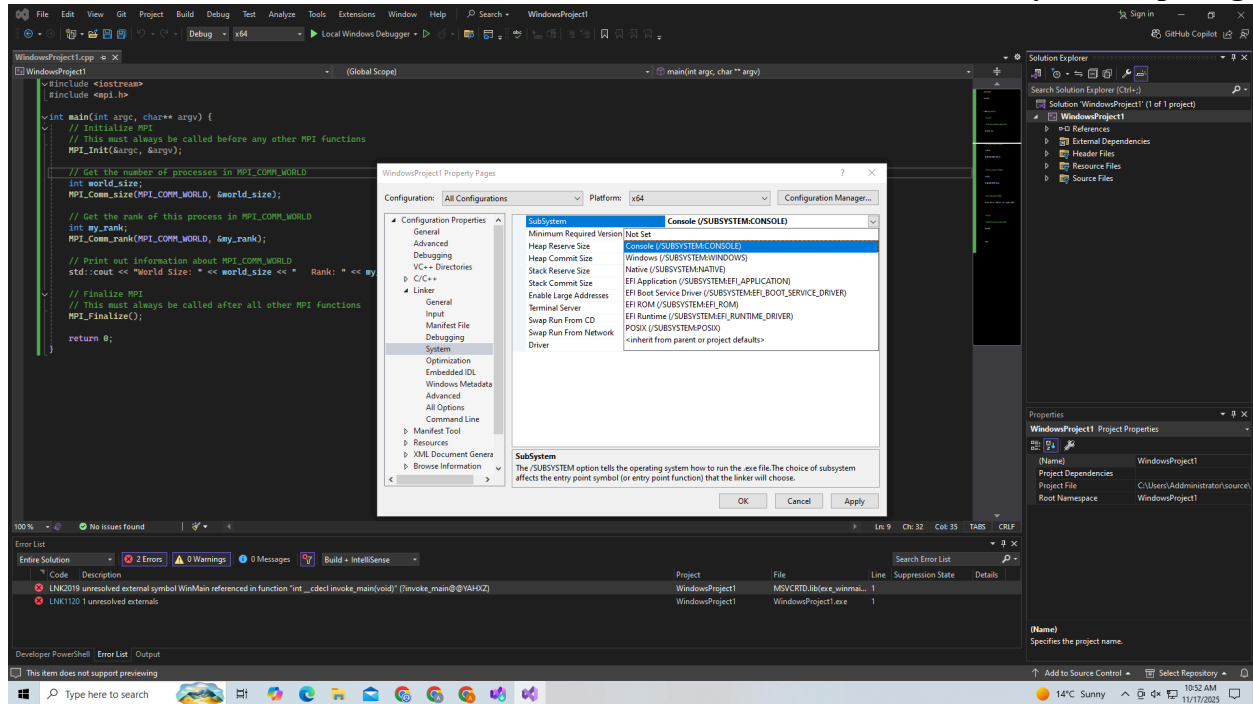 File Edit View Git Project Build Debug Test Analyze Tools Extensions Window Help Search WindowsProject1 Sign in
Debug x64 Local Windows Debugger GitHub Copilot
WindowsProject1.cpp
WindowsProject1 (Global Scope) main(int argc, char ** argv)
#include <iostream>
#include <mpi.h>
int main(int argc, char** argv) {
// Initialize MPI
// This must always be called before any other MPI functions
MPI_Init(&argc, &argv);
// Get the number of processes in MPI_COMM_WORLD
int world_size;
MPI_Comm_size(MPI_COMM_WORLD, &world_size);
// Get the rank of this process in MPI_COMM_WORLD
int my_rank;
MPI_Comm_rank(MPI_COMM_WORLD, &my_rank);
// Print out information about MPI_COMM_WORLD
std::cout << "World Size: " << world_size << " Rank: " << my
// Finalize MPI
// This must always be called after all other MPI functions
MPI_Finalize();
return 0;
}
WindowsProject1 Property Pages ? ×
Configuration: All Configurations Platform: x64 Configuration Manager...
Configuration Properties
General
Advanced
Debugging
VC++ Directories
C/C++
Linker
General
Input
Manifest File
Debugging
System
Optimization
Embedded IDL
Windows Metadata
Advanced
All Options
Command Line
Manifest Tool
Resources
XML Document Genera
Browse Information
SubSystem Console (/SUBSYSTEM:CONSOLE)
Minimum Required Version Not Set
Heap Reserve Size Console (/SUBSYSTEM:CONSOLE)
Heap Commit Size Windows (/SUBSYSTEM:WINDOWS)
Stack Reserve Size Native (/SUBSYSTEM:NATIVE)
Stack Commit Size EFI Application (/SUBSYSTEM:EFI_APPLICATION)
Enable Large Addresses EFI Boot Service Driver (/SUBSYSTEM:EFI_BOOT_SERVICE_DRIVER)
Terminal Server EFI ROM (/SUBSYSTEM:EFI_ROM)
Swap Run From CD EFI Runtime (/SUBSYSTEM:EFI_RUNTIME_DRIVER)
Swap Run From Network POSIX (/SUBSYSTEM:POSIX)
Driver <inherit from parent or project defaults>
SubSystem
The /SUBSYSTEM option tells the operating system how to run the .exe file.The choice of subsystem
affects the entry point symbol (or entry point function) that the linker will choose.
OK Cancel Apply
Solution Explorer
Search Solution Explorer (Ctrl+;)
Solution 'WindowsProject1' (1 of 1 project)
WindowsProject1
References
External Dependencies
Header Files
Resource Files
Source Files
Properties
WindowsProject1 Project Properties
(Name) WindowsProject1
Project Dependencies
Project File C:\Users\Addministrator\source\
Root Namespace WindowsProject1
(Name)
Specifies the project name.
100 % No issues found Ln: 9 Ch: 32 Col: 35 TABS CRLF
Error List
Entire Solution 2 Errors 0 Warnings 0 Messages Build + IntelliSense Search Error List
Code Description Project File Line Suppression State Details
LNK2019 unresolved external symbol WinMain referenced in function "int __cdecl invoke_main(void)" (?invoke_main@@YAHXZ) WindowsProject1 MSVCRTD.lib(exe_winmai... 1
LNK1120 1 unresolved externals WindowsProject1 WindowsProject1.exe 1
Developer PowerShell Error List Output
This item does not support previewing Add to Source Control Select Repository
Type here to search 14°C Sunny 10:52 AM
11/17/2025